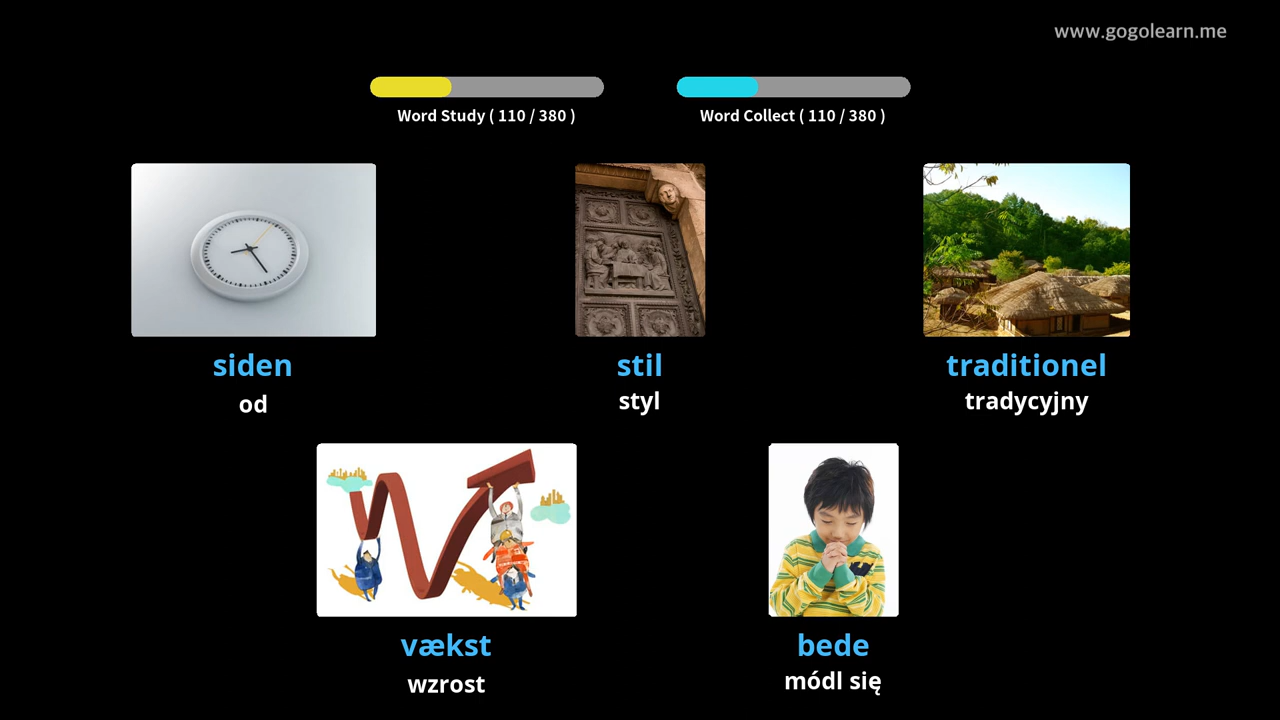 www.gogolearn.me
Word Study ( 110 / 380 )
Word Collect ( 110 / 380 )
siden
od
stil
styl
traditionel
tradycyjny
vækst
wzrost
bede
módl się